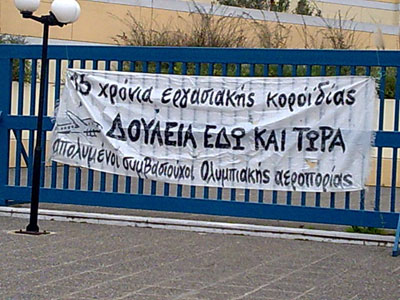 15 χρόνια εργασιακής κοροϊδίας
ΔΟΥΛΕΙΑ ΕΔΩ ΚΑΙ ΤΩΡΑ
απολυμένοι συμβασιούχοι Ολυμπιακής αεροπορίας